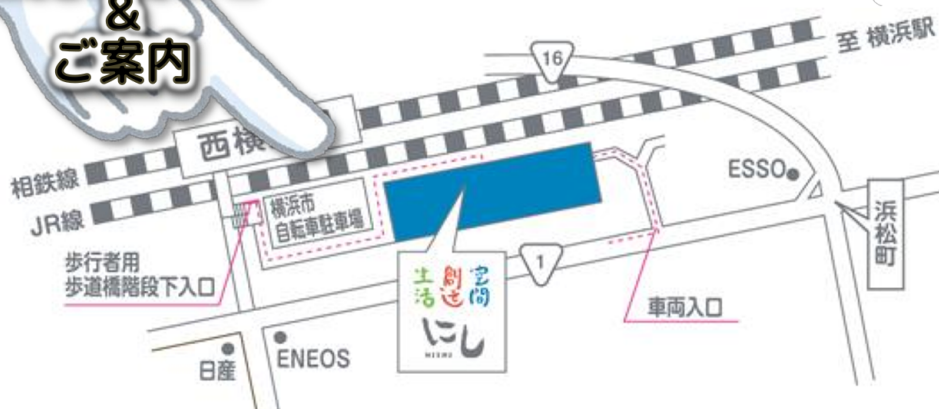 &
ご案内
16
至 横浜駅
西横
相鉄線
JR線
横浜市
自転車駐車場
ESSO
浜松町
歩行者用
歩道橋階段下入口
1
生活
創造
空間
にし
NISHI
車両入口
日産
ENEOS